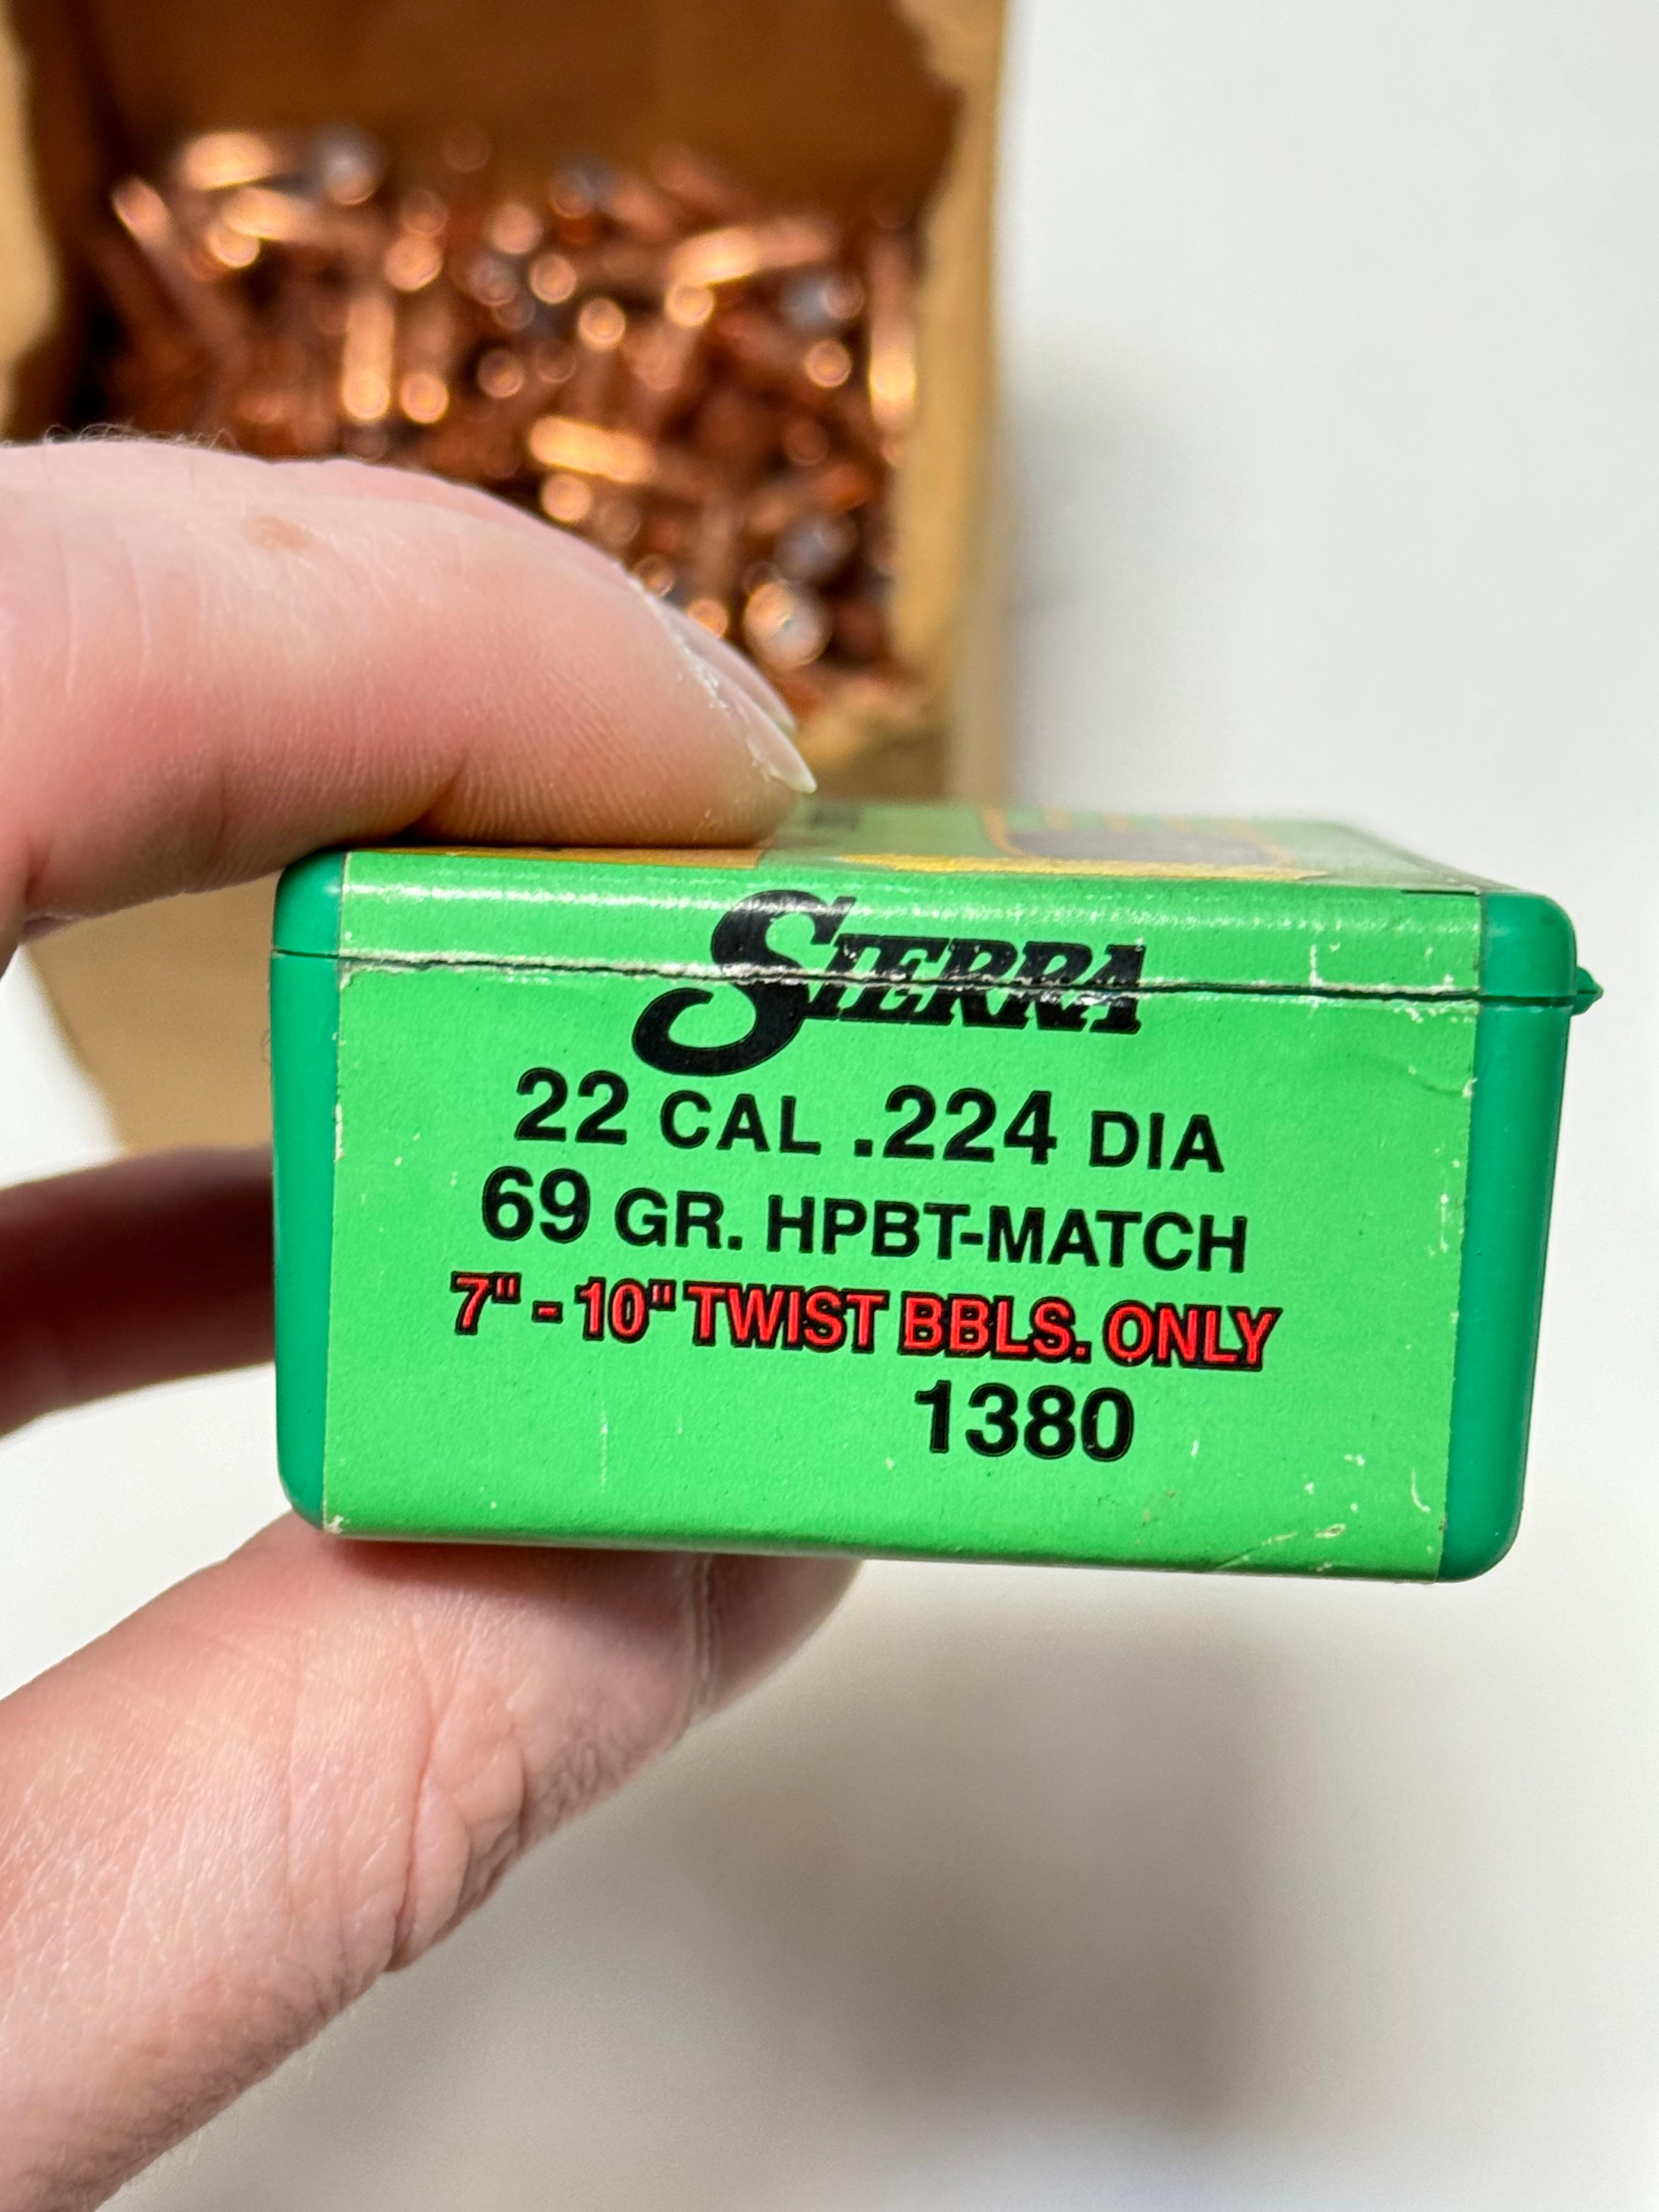 SIERRA
22 CAL .224 DIA
69 GR. HPBT-MATCH
7" - 10" TWIST BBLS. ONLY
1380